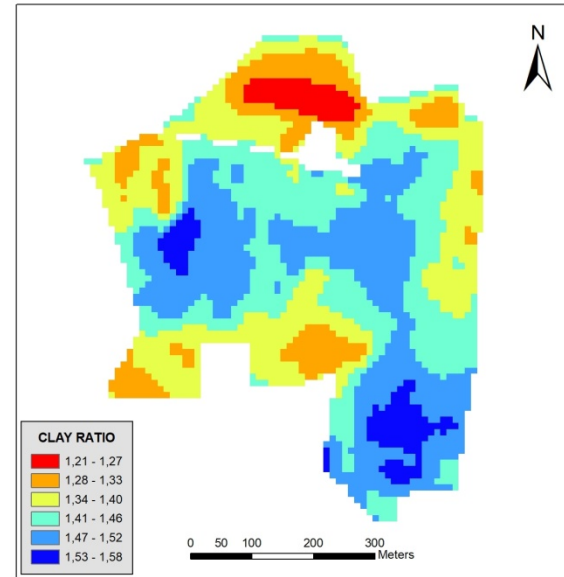 N
CLAY RATIO
1,21 - 1,27
1,28 - 1,33
1,34 - 1,40
1,41 - 1,46
1,47 - 1,52
1,53 - 1,58
0 50 100 200 300
Meters